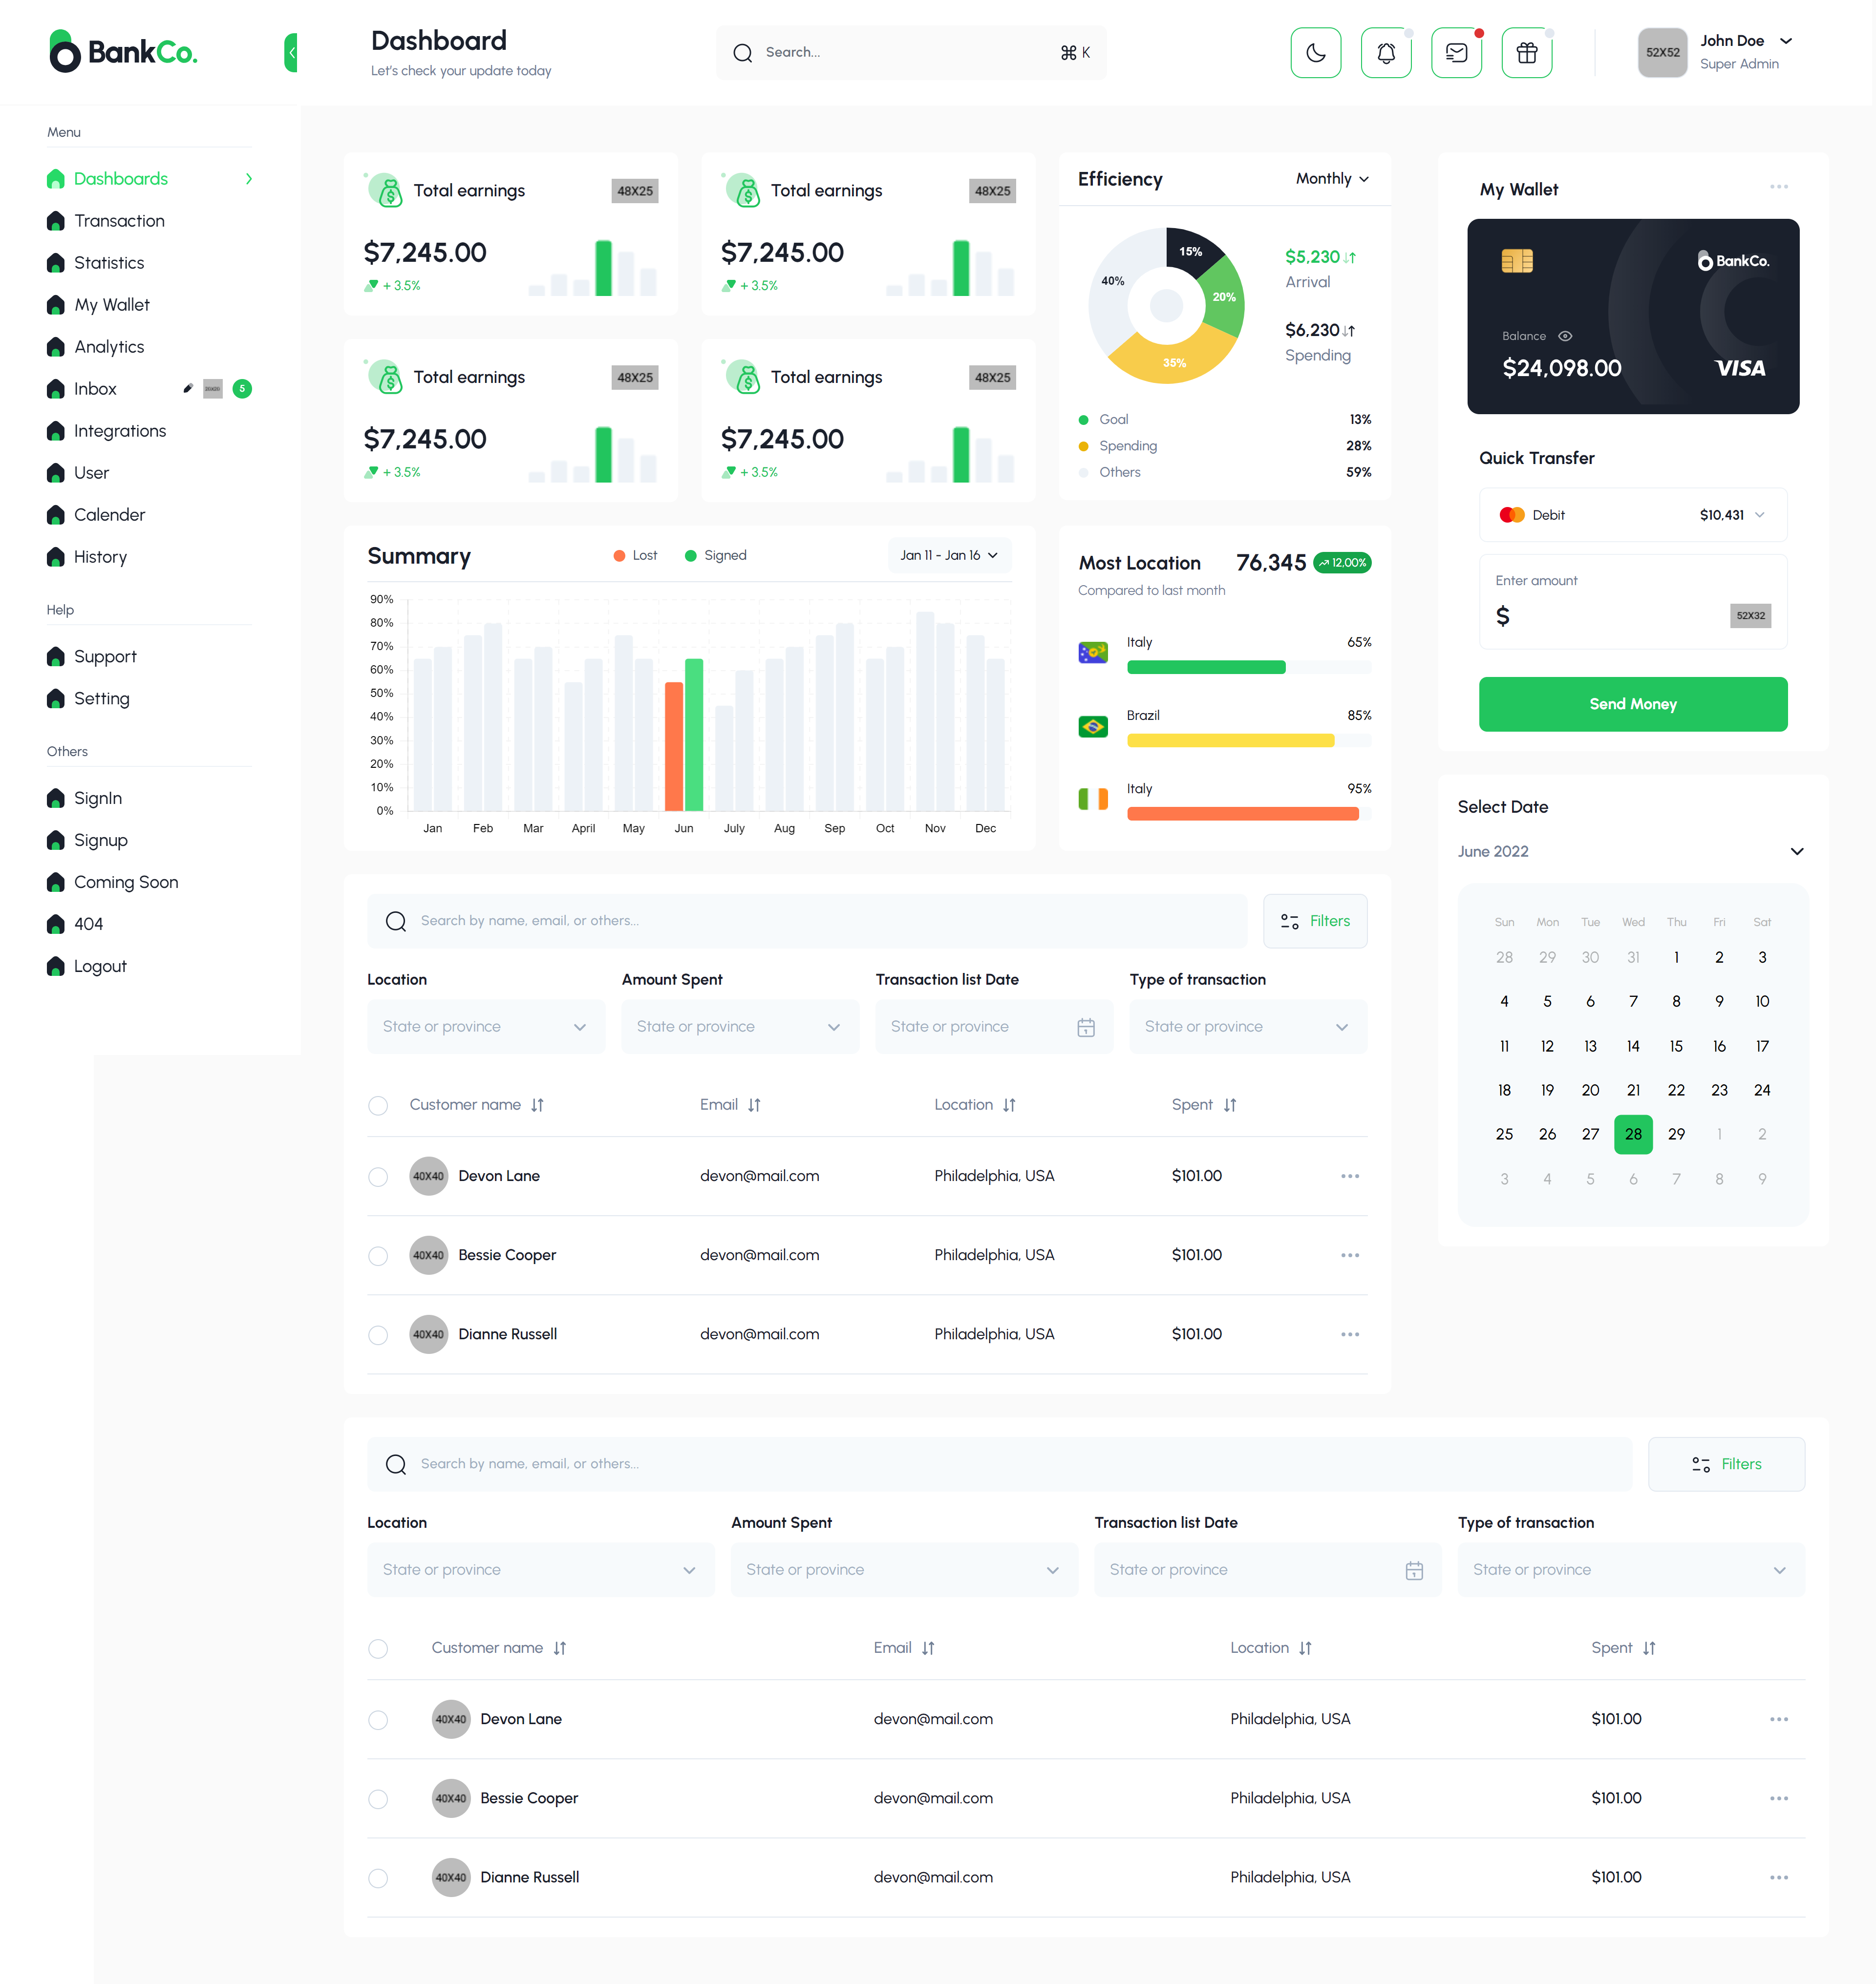 BankCo.
Dashboard
Let's check your update today
Search...
⌘ K
52X52
John Doe
Super Admin
Menu
Dashboards
Transaction
Statistics
My Wallet
Analytics
Inbox
5
Integrations
User
Calender
History
Help
Support
Setting
Others
SignIn
Signup
Coming Soon
404
Logout
Total earnings
48X25
$7,245.00
+ 3.5%
Total earnings
48X25
$7,245.00
+ 3.5%
Total earnings
48X25
$7,245.00
+ 3.5%
Total earnings
48X25
$7,245.00
+ 3.5%
Efficiency
Monthly
15%
20%
35%
40%
$5,230
Arrival
$6,230
Spending
Goal 13%
Spending 28%
Others 59%
My Wallet
BankCo.
Balance
$24,098.00
VISA
Quick Transfer
Debit $10,431
Enter amount
$
52X32
Send Money
Summary
Lost
Signed
Jan 11 - Jan 16
90%
80%
70%
60%
50%
40%
30%
20%
10%
0%
Jan Feb Mar April May Jun July Aug Sep Oct Nov Dec
Most Location
76,345
12,00%
Compared to last month
Italy 65%
Brazil 85%
Italy 95%
Select Date
June 2022
Sun Mon Tue Wed Thu Fri Sat
28 29 30 31 1 2 3
4 5 6 7 8 9 10
11 12 13 14 15 16 17
18 19 20 21 22 23 24
25 26 27 28 29 1 2
3 4 5 6 7 8 9
Search by name, email, or others...
Filters
Location Amount Spent Transaction list Date Type of transaction
State or province State or province State or province State or province
Customer name Email Location Spent
40X40 Devon Lane devon@mail.com Philadelphia, USA $101.00
40X40 Bessie Cooper devon@mail.com Philadelphia, USA $101.00
40X40 Dianne Russell devon@mail.com Philadelphia, USA $101.00
Search by name, email, or others...
Filters
Location Amount Spent Transaction list Date Type of transaction
State or province State or province State or province State or province
Customer name Email Location Spent
40X40 Devon Lane devon@mail.com Philadelphia, USA $101.00
40X40 Bessie Cooper devon@mail.com Philadelphia, USA $101.00
40X40 Dianne Russell devon@mail.com Philadelphia, USA $101.00